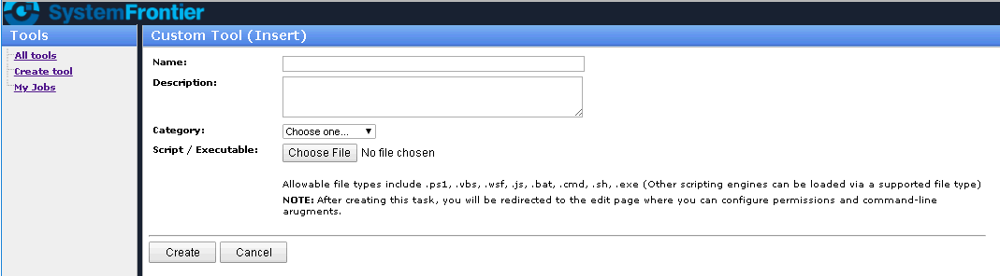 SystemFrontier
Tools
Custom Tool (Insert)
All tools
Create tool
My Jobs
Name:
Description:
Category:
Choose one...
Script / Executable:
Choose File No file chosen
Allowable file types include .ps1, .vbs, .wsf, .js, .bat, .cmd, .sh, .exe (Other scripting engines can be loaded via a supported file type)
NOTE: After creating this task, you will be redirected to the edit page where you can configure permissions and command-line
arugments.
Create
Cancel